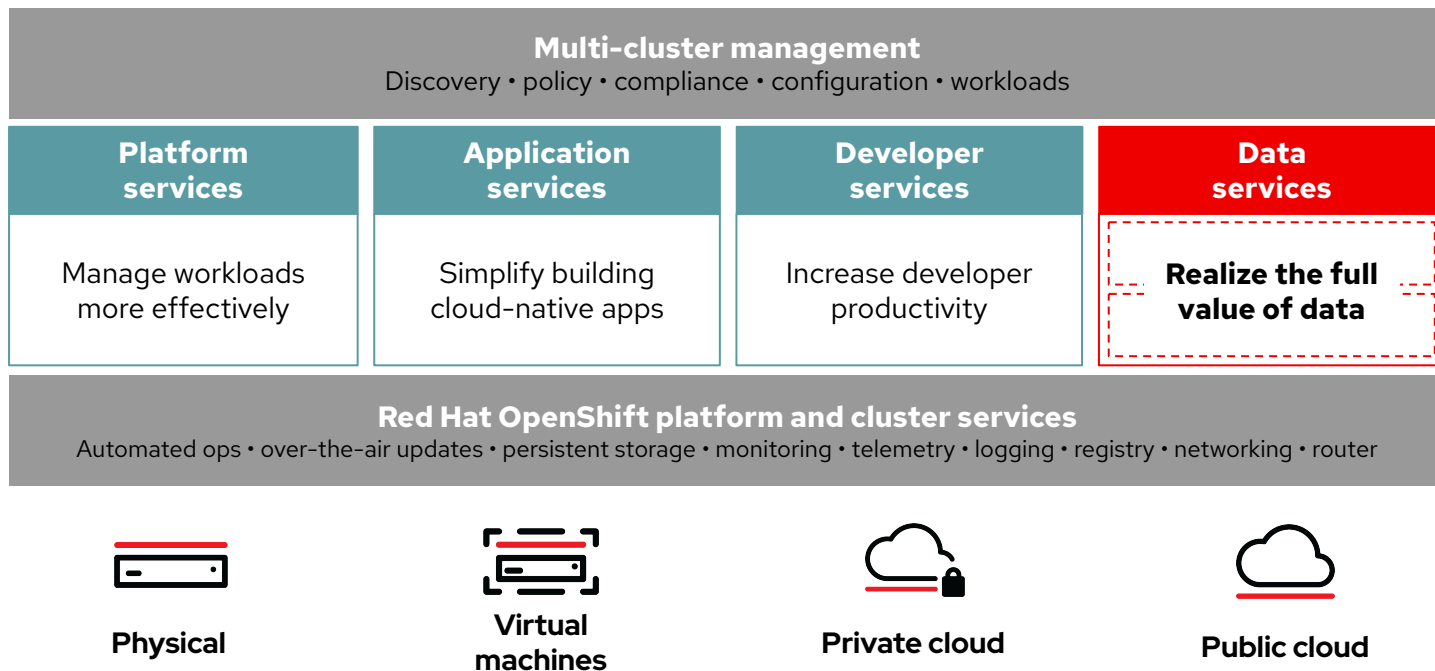 Multi-cluster management
Discovery • policy • compliance • configuration • workloads
Platform
services
Application
services
Developer
services
Data
services
Manage workloads
more effectively
Simplify building
cloud-native apps
Increase developer
productivity
Realize the full
value of data
Red Hat OpenShift platform and cluster services
Automated ops • over-the-air updates • persistent storage • monitoring • telemetry • logging • registry • networking • router
Physical
Virtual
machines
Private cloud
Public cloud